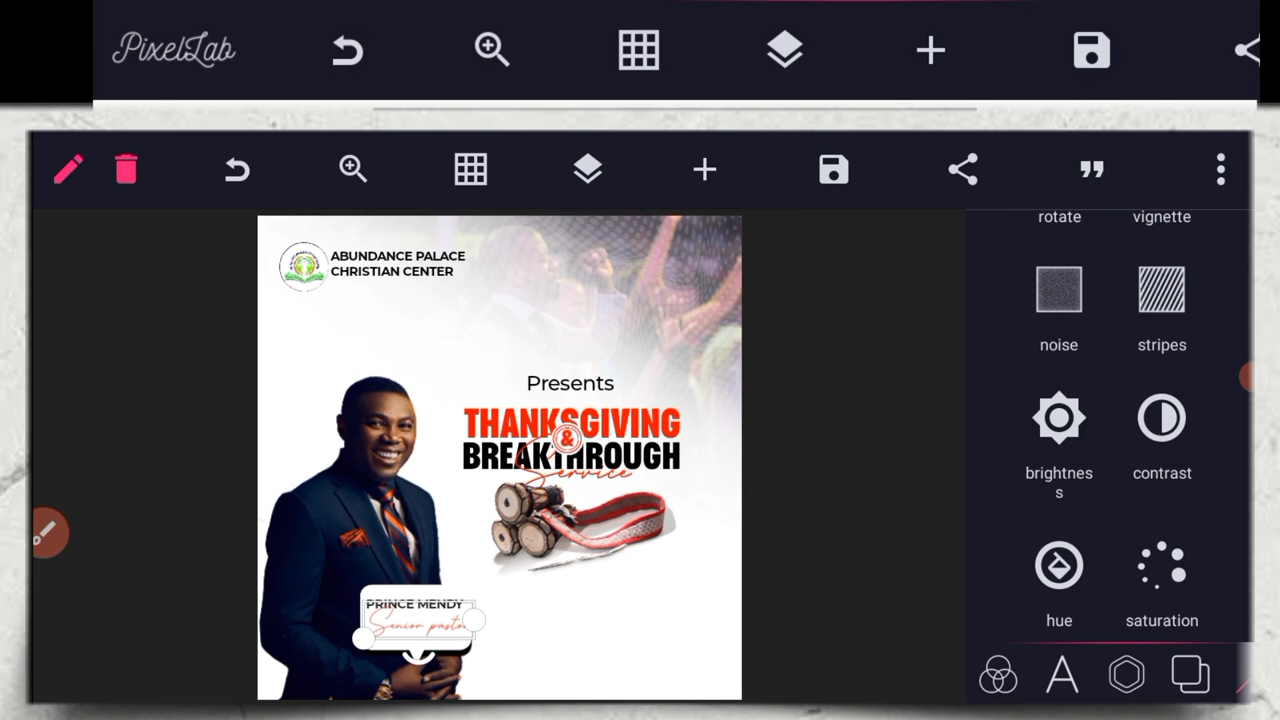 PixelLab
rotate
vignette
ABUNDANCE PALACE
CHRISTIAN CENTER
noise
stripes
Presents
THANKSGIVING
&
BREAKTHROUGH
Service
brightnes
s
contrast
PRINCE MENDY
Senior pastor
hue
saturation